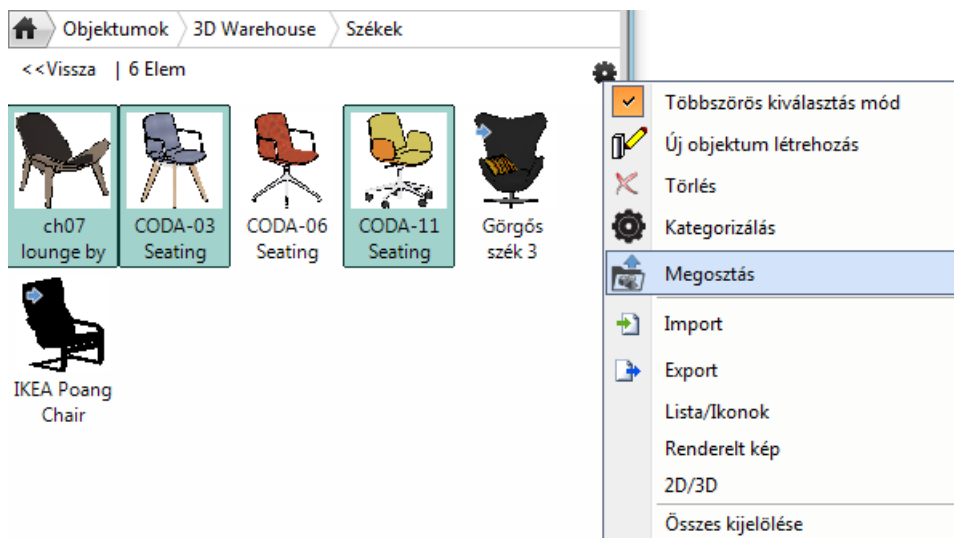 Objektumok 3D Warehouse Székek
<<Vissza | 6 Elem
ch07
lounge by
CODA-03
Seating
CODA-06
Seating
CODA-11
Seating
Görgős
szék 3
IKEA Poang
Chair
Többszörös kiválasztás mód
Új objektum létrehozás
Törlés
Kategorizálás
Megosztás
Import
Export
Lista/Ikonok
Renderelt kép
2D/3D
Összes kijelölése